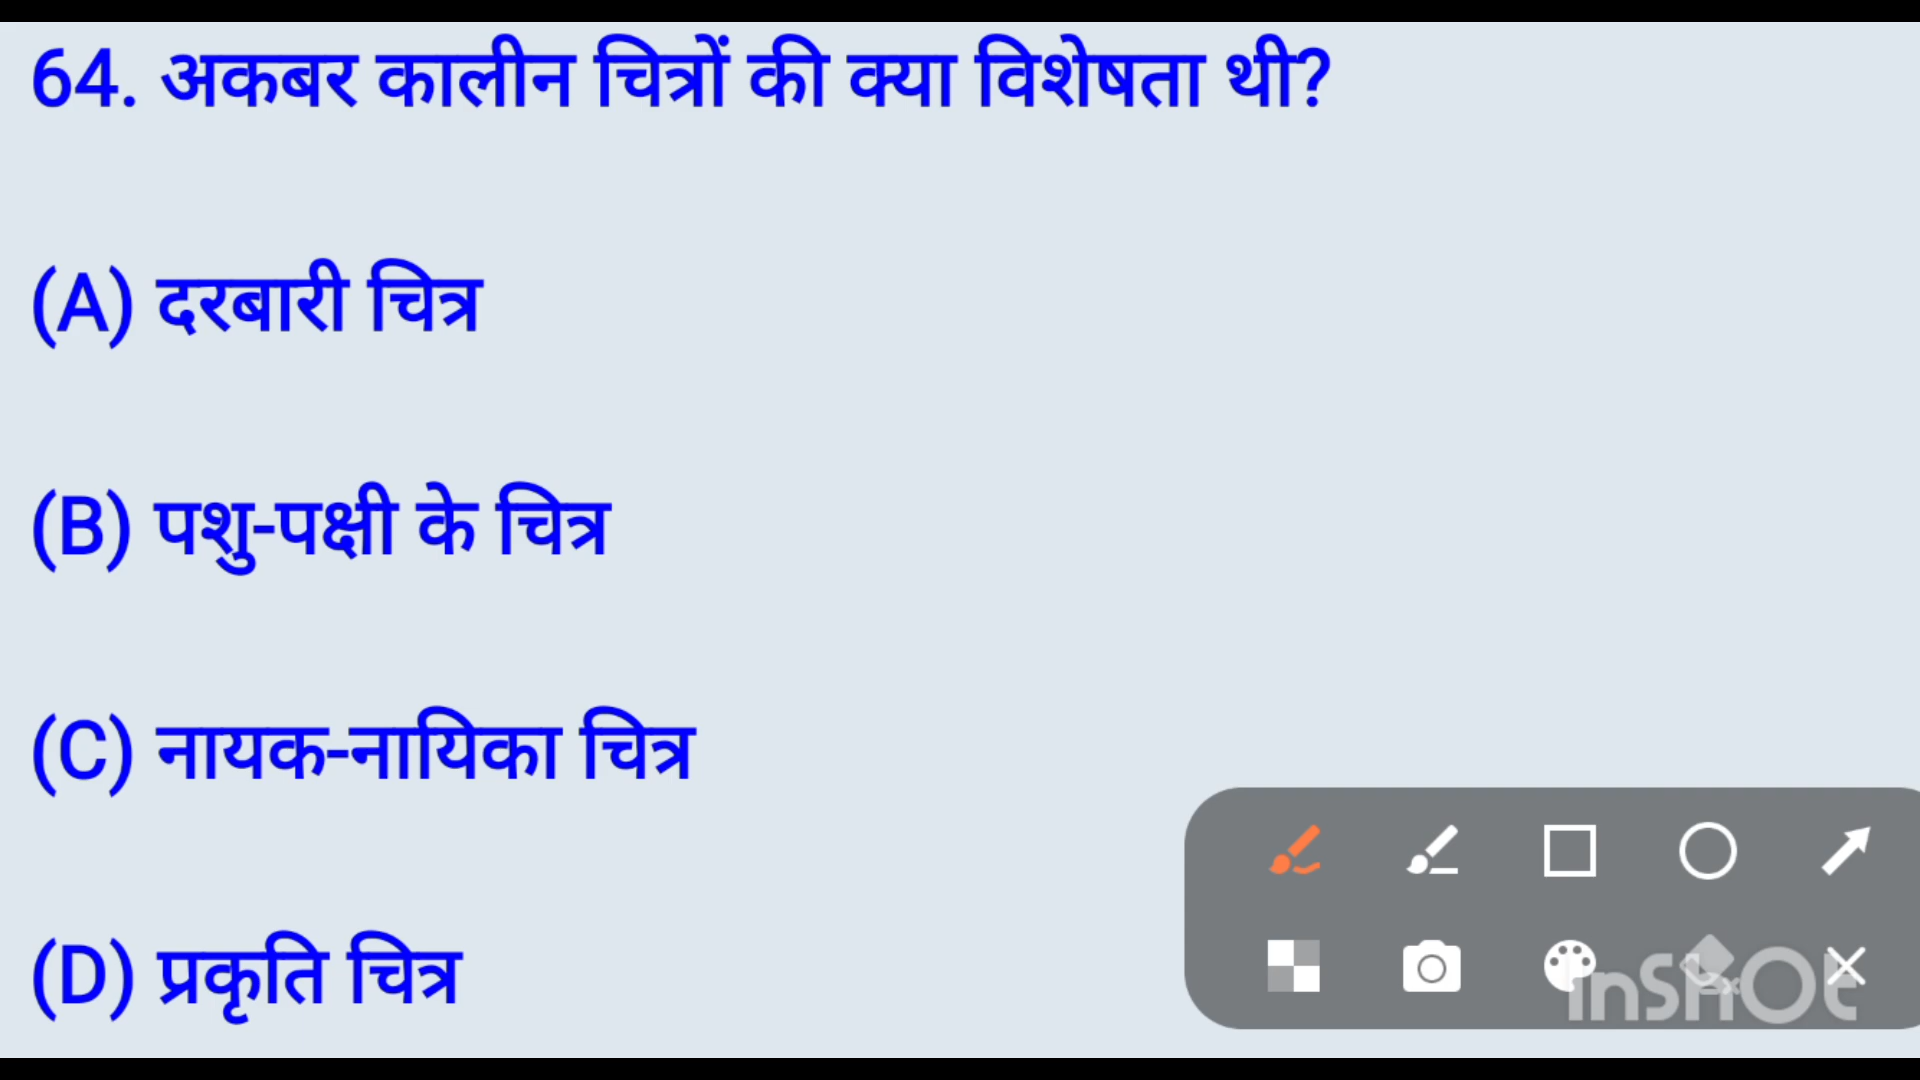 64. अकबर कालीन चित्रों की क्या विशेषता थी?
(A) दरबारी चित्र
(B) पशु-पक्षी के चित्र
(C) नायक-नायिका चित्र
(D) प्रकृति चित्र
InSHOt